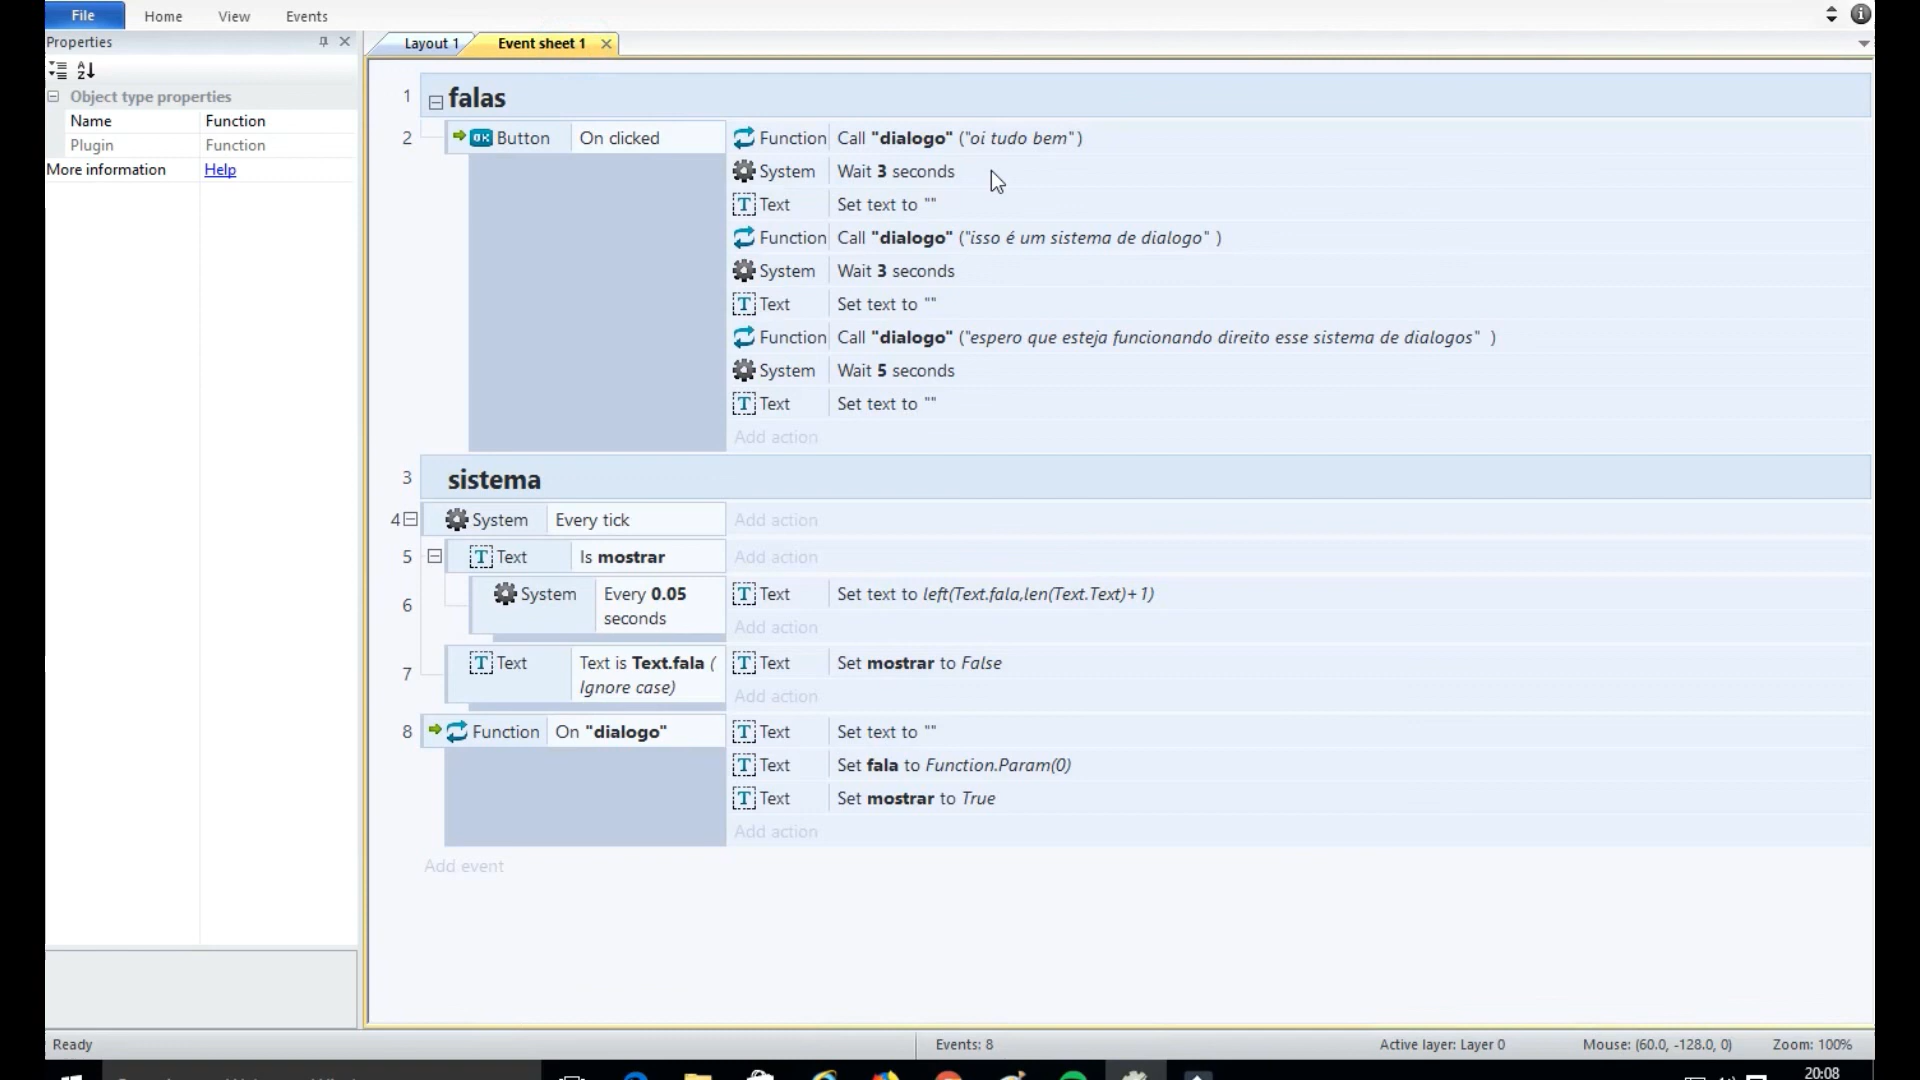 File Home View Events
Properties
Layout 1 Event sheet 1
Object type properties
Name Function
Plugin Function
More information Help
1 falas
2 Button On clicked Function Call "dialogo" ("oi tudo bem" )
System Wait 3 seconds
Text Set text to ""
Function Call "dialogo" ("isso é um sistema de dialogo" )
System Wait 3 seconds
Text Set text to ""
Function Call "dialogo" ("espero que esteja funcionando direito esse sistema de dialogos" )
System Wait 5 seconds
Text Set text to ""
Add action
3 sistema
4 System Every tick Add action
5 Text Is mostrar Add action
6 System Every 0.05 seconds Text Set text to left(Text.fala,len(Text.Text)+1)
Add action
7 Text Text is Text.fala ( Ignore case) Text Set mostrar to False
Add action
8 Function On "dialogo" Text Set text to ""
Text Set fala to Function.Param(0)
Text Set mostrar to True
Add action
Add event
Ready Events: 8 Active layer: Layer 0 Mouse: (60.0, -128.0, 0) Zoom: 100%
20:08